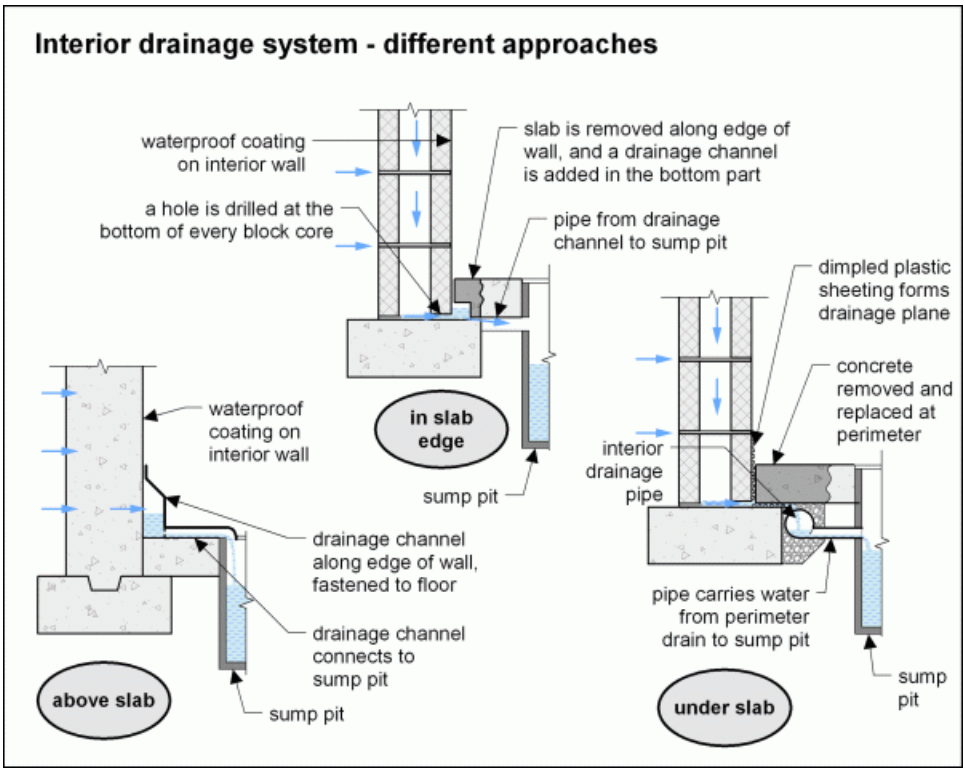 Interior drainage system - different approaches
waterproof coating
on interior wall
a hole is drilled at the
bottom of every block core
slab is removed along edge of
wall, and a drainage channel
is added in the bottom part
pipe from drainage
channel to sump pit
in slab
edge
sump pit
waterproof
coating on
interior wall
drainage channel
along edge of wall,
fastened to floor
drainage channel
connects to
sump pit
sump pit
above slab
dimpled plastic
sheeting forms
drainage plane
concrete
removed and
replaced at
perimeter
interior
drainage
pipe
pipe carries water
from perimeter
drain to sump pit
sump
pit
under slab